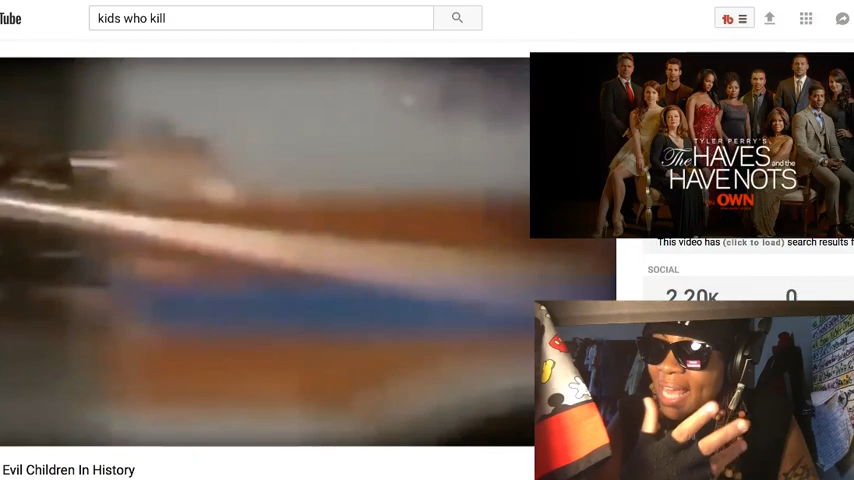 Tube
kids who kill
tb
TYLER PERRY'S
The HAVES and the
HAVE NOTS
OWN
This video has (click to load) search results f
SOCIAL
2.20K 0
Evil Children In History